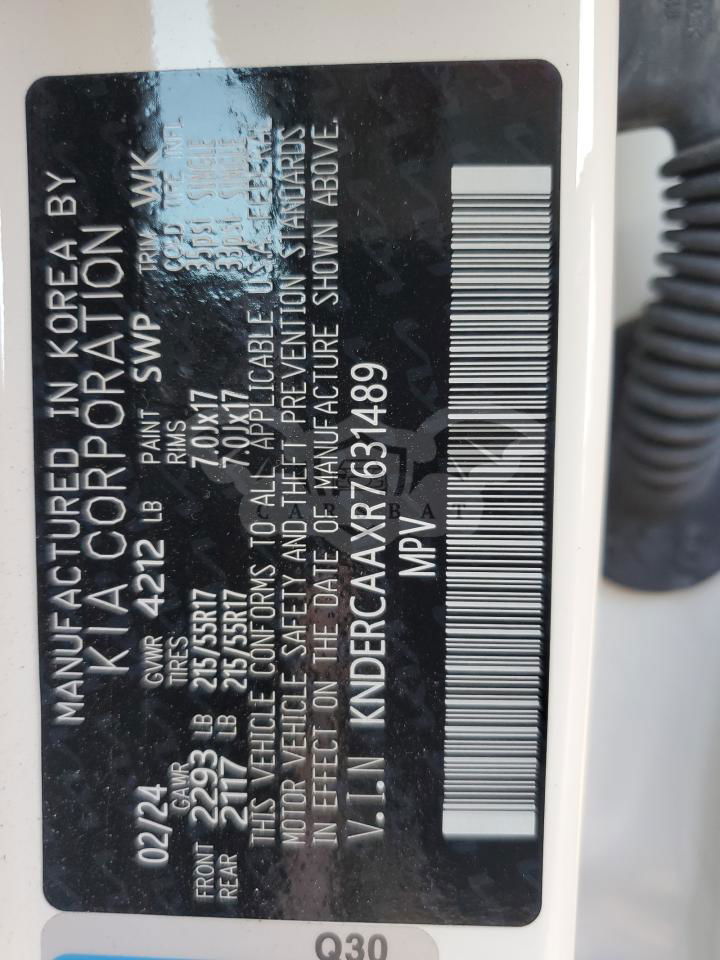 MANUFACTURED IN KOREA BY
KIA CORPORATION
02/24 GVWR 4212 LB PAINT SWP TRIM WK
GAWR TIRES RIMS COLD TIRE INFL
FRONT 2293 LB 215/55R17 7.0Jx17 35psi SINGLE
REAR 2117 LB 215/55R17 7.0Jx17 33psi SINGLE
THIS VEHICLE CONFORMS TO ALL APPLICABLE U.S.A. FEDERAL
MOTOR VEHICLE SAFETY AND THEFT PREVENTION STANDARDS
IN EFFECT ON THE DATE OF MANUFACTURE SHOWN ABOVE.
V.I.N KNDERCAAXR7631489
MPV
CARCBAT
Q30